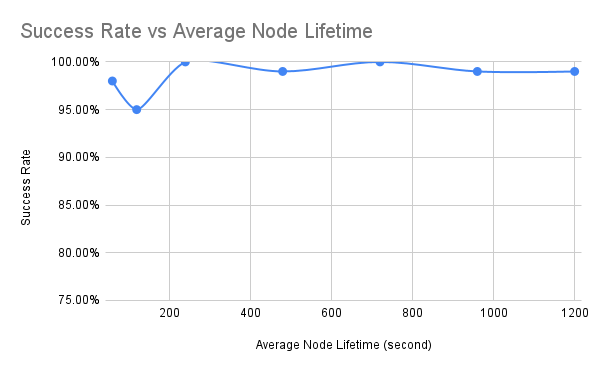 Success Rate vs Average Node Lifetime
100.00%
95.00%
90.00%
85.00%
80.00%
75.00%
Success Rate
200 400 600 800 1000 1200
Average Node Lifetime (second)